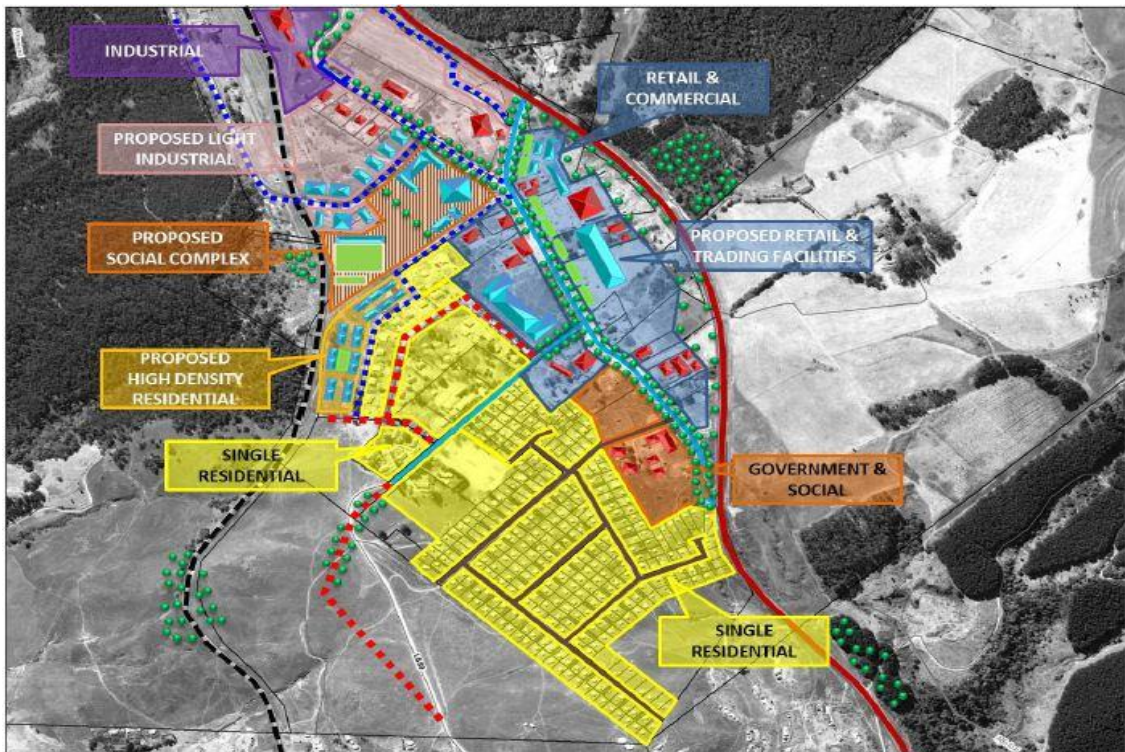 INDUSTRIAL
RETAIL &
COMMERCIAL
PROPOSED LIGHT
INDUSTRIAL
PROPOSED
SOCIAL COMPLEX
PROPOSED RETAIL &
TRADING FACILITIES
PROPOSED
HIGH DENSITY
RESIDENTIAL
SINGLE
RESIDENTIAL
GOVERNMENT &
SOCIAL
SINGLE
RESIDENTIAL